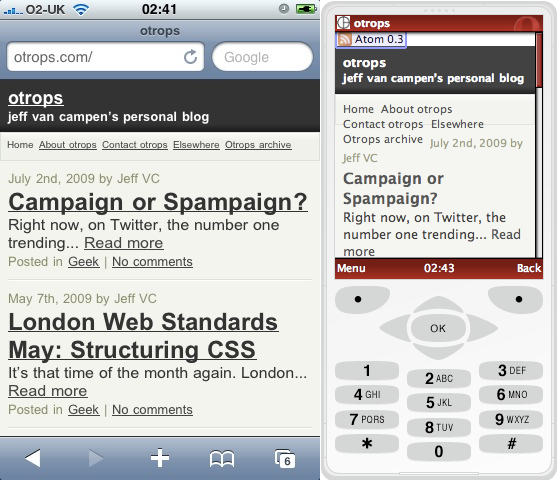 O2-UK 02:41
otrops
otrops.com/ Google
otrops
jeff van campen's personal blog
Home About otrops Contact otrops Elsewhere Otrops archive
July 2nd, 2009 by Jeff VC
Campaign or Spampaign?
Right now, on Twitter, the number one
trending... Read more
Posted in Geek | No comments
May 7th, 2009 by Jeff VC
London Web Standards
May: Structuring CSS
It's that time of the month again. London...
Read more
Posted in Geek | No comments
6
otrops
Atom 0.3
otrops
jeff van campen's personal blog
Home About otrops
Contact otrops Elsewhere
Otrops archive July 2nd, 2009 by
Jeff VC
Campaign or
Spampaign?
Right now, on Twitter, the
number one trending... Read
more
Menu 02:43 Back
OK
1 2 ABC 3 DEF
4 GHI 5 JKL 6 MNO
7 PQRS 8 TUV 9 WXYZ
* 0 #